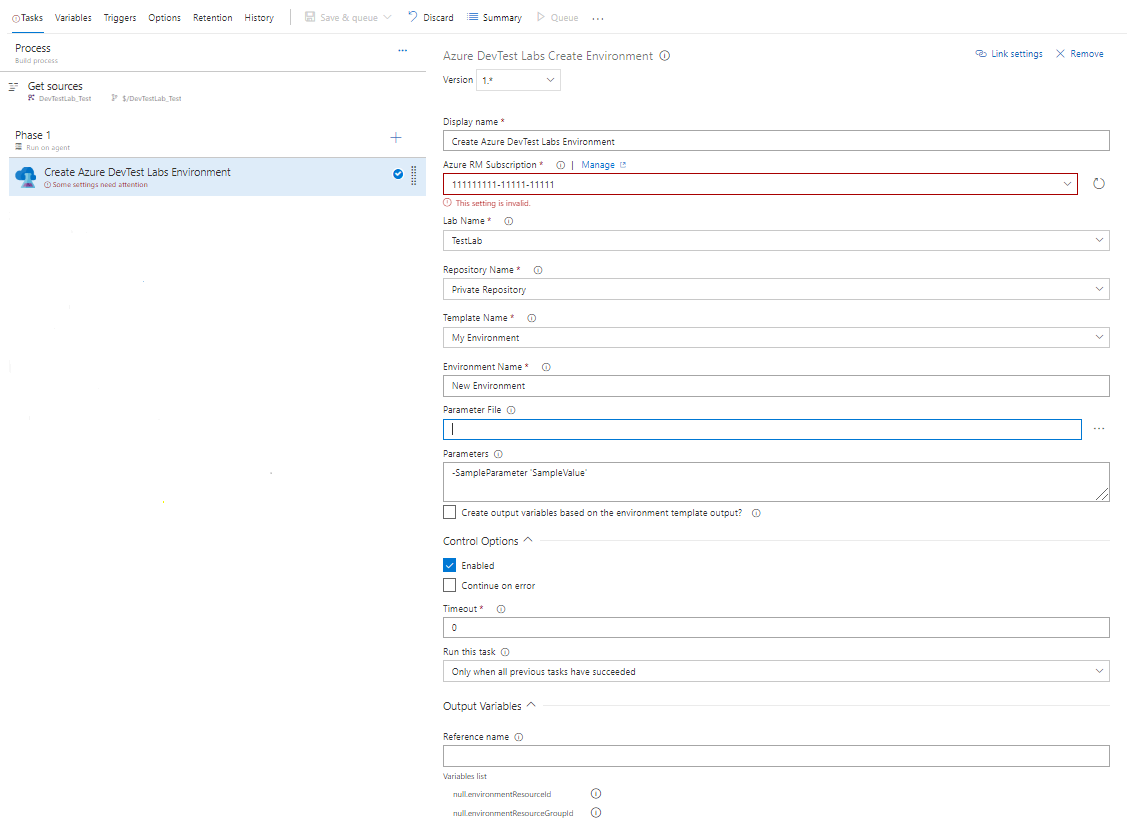 Tasks Variables Triggers Options Retention History Save & queue Discard Summary Queue ...
Process ...
Build process
Get sources
DevTestLab_Test $/DevTestLab_Test
Phase 1
Run on agent
Create Azure DevTest Labs Environment
Some settings need attention
Azure DevTest Labs Create Environment
Link settings Remove
Version 1.*
Display name *
Create Azure DevTest Labs Environment
Azure RM Subscription * | Manage
111111111-11111-11111
This setting is invalid.
Lab Name *
TestLab
Repository Name *
Private Repository
Template Name *
My Environment
Environment Name *
New Environment
Parameter File
...
Parameters
-SampleParameter 'SampleValue'
Create output variables based on the environment template output?
Control Options
Enabled
Continue on error
Timeout *
0
Run this task
Only when all previous tasks have succeeded
Output Variables
Reference name
Variables list
null.environmentResourceId
null.environmentResourceGroupId